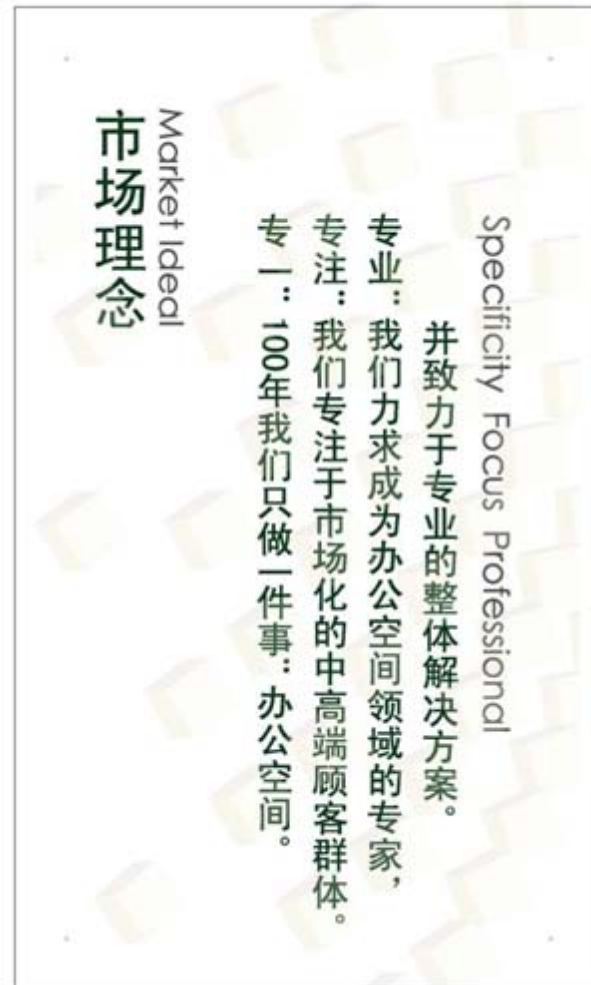 市场理念
Market Ideal
专一：100年我们只做一件事：办公空间。
专注：我们专注于市场化的中高端顾客群体。
专业：我们力求成为办公空间领域的专家，
并致力于专业的整体解决方案。
Specificity Focus Professional